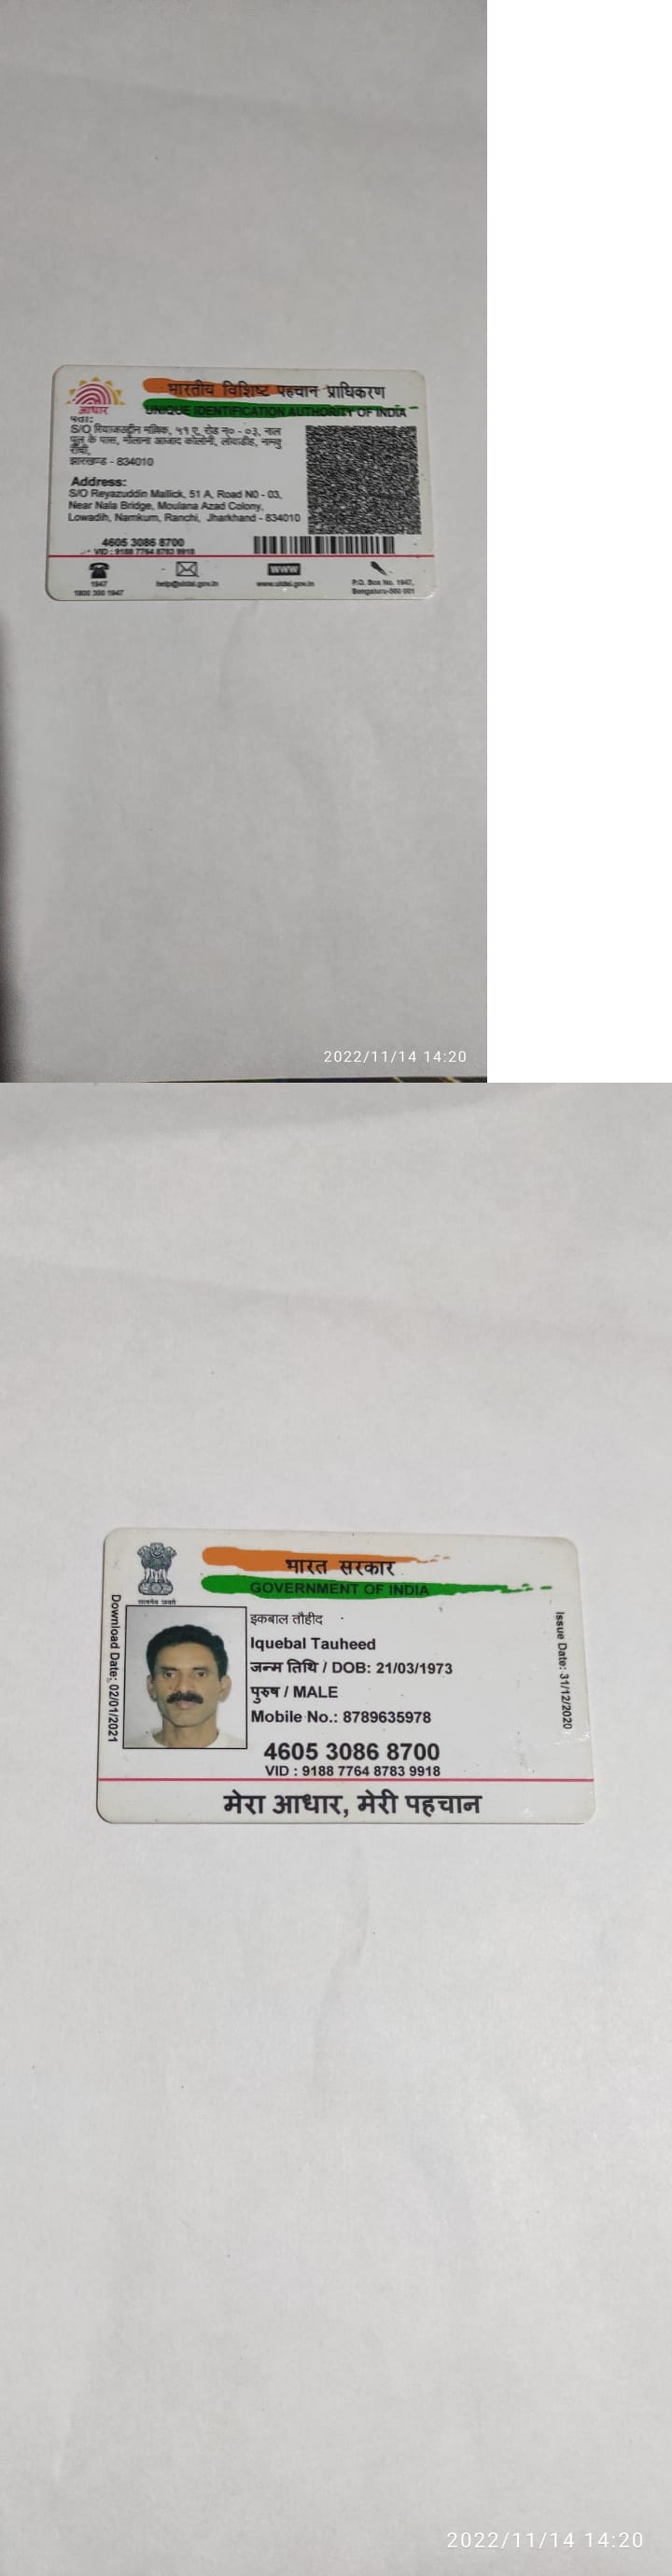 भारतीय विशिष्ट पहचान प्राधिकरण
UNIQUE IDENTIFICATION AUTHORITY OF INDIA
आधार
पता:
S/O रियाजउद्दीन मल्लिक, ५१ ए, रोड न० - ०३, नाला
पुल के पास, मौलाना आजाद कोलोनी, लोवाडीह,
राँची,
झारखण्ड - 834010
Address:
S/O Reyazuddin Mallick, 51 A, Road N0 - 03,
Near Nala Bridge, Moulana Azad Colony,
Lowadih, Namkum, Ranchi, Jharkhand - 834010
4605 3086 8700
VID : 9188 7764 8783 9918
WWW
1947
1800 300 1947
help@uidai.gov.in
www.uidai.gov.in
P.O. Box No. 1947,
Bengaluru-560 001
2022/11/14 14:20
भारत सरकार
GOVERNMENT OF INDIA
सत्यमेव जयते
Download Date: 02/01/2021
इकबाल तौहीद
Iquebal Tauheed
जन्म तिथि / DOB: 21/03/1973
पुरुष / MALE
Mobile No.: 8789635978
Issue Date: 31/12/2020
4605 3086 8700
VID : 9188 7764 8783 9918
मेरा आधार, मेरी पहचान
2022/11/14 14:20